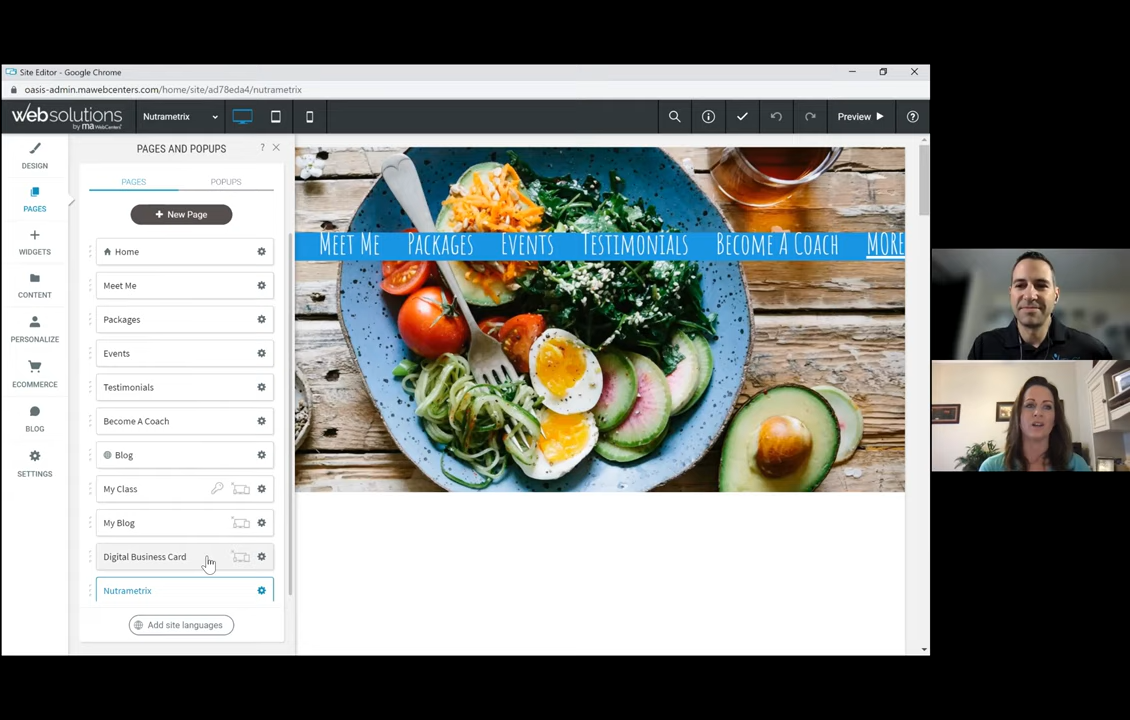 Site Editor - Google Chrome
oasis-admin.mawebcenters.com/home/site/ad78eda4/nutrametrix
websolutions
by ma WebCenters
Nutrametrix
Preview
DESIGN
PAGES
WIDGETS
CONTENT
PERSONALIZE
ECOMMERCE
BLOG
SETTINGS
PAGES AND POPUPS
?
PAGES
POPUPS
+ New Page
Home
Meet Me
Packages
Events
Testimonials
Become A Coach
Blog
My Class
My Blog
Digital Business Card
Nutrametrix
Add site languages
MEET ME PACKAGES EVENTS TESTIMONIALS BECOME A COACH MORE